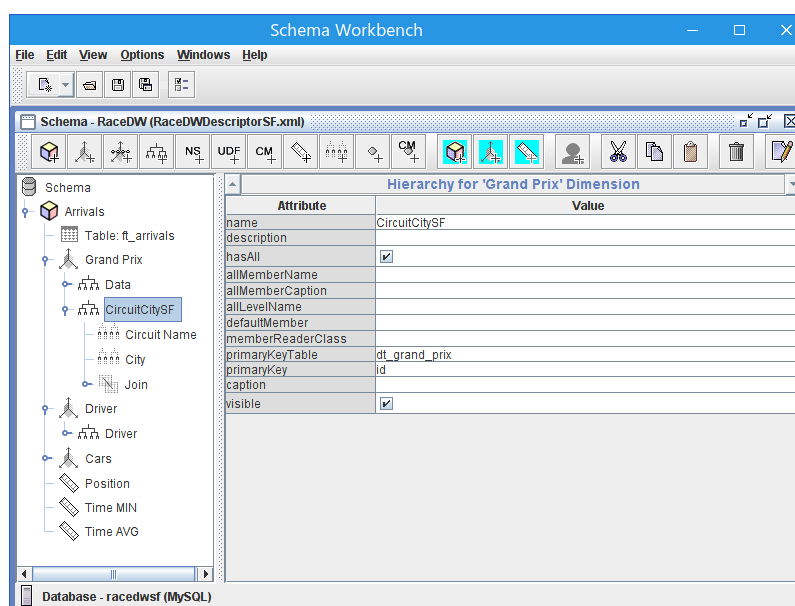 Schema Workbench
File Edit View Options Windows Help
Schema - RaceDW (RaceDWDescriptorSF.xml)
NS UDF CM CM
Schema
Arrivals
Table: ft_arrivals
Grand Prix
Data
CircuitCitySF
Circuit Name
City
Join
Driver
Driver
Cars
Position
Time MIN
Time AVG
Hierarchy for 'Grand Prix' Dimension
Attribute Value
name CircuitCitySF
description
hasAll
allMemberName
allMemberCaption
allLevelName
defaultMember
memberReaderClass
primaryKeyTable dt_grand_prix
primaryKey id
caption
visible
Database - racedwsf (MySQL)